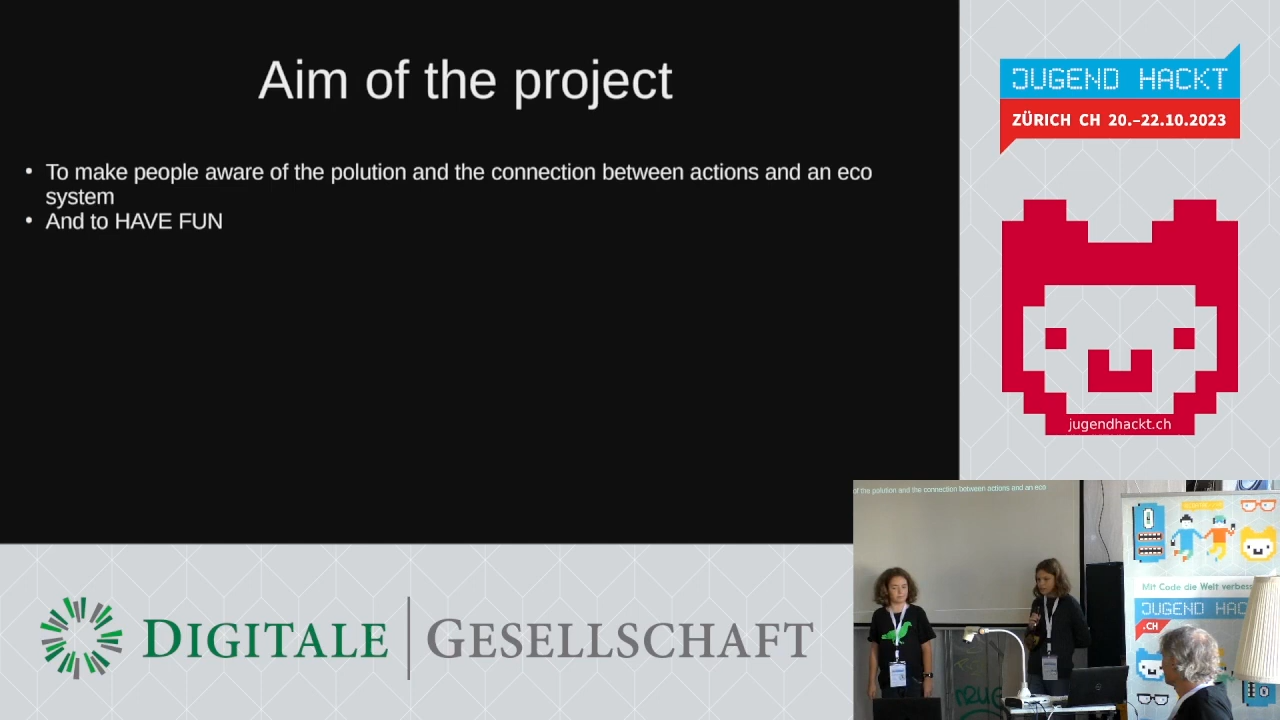 Aim of the project
• To make people aware of the polution and the connection between actions and an eco
system
• And to HAVE FUN
JUGEND HACKT
ZÜRICH CH 20.–22.10.2023
jugendhackt.ch
DIGITALE GESELLSCHAFT
of the polution and the connection between actions and an eco
Mit Code die Welt verbess
JUGEND HAC
.CH